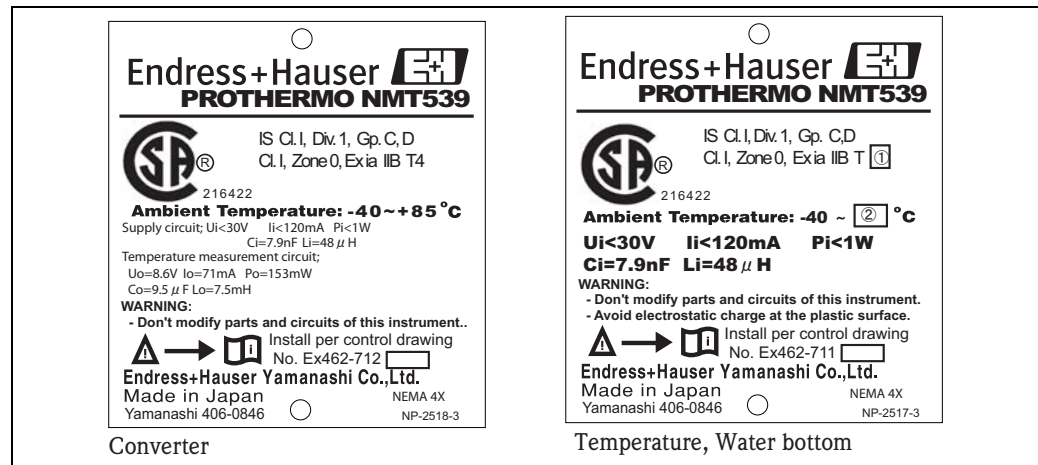 Endress+Hauser
PROTHERMO NMT539
IS Cl. I, Div. 1, Gp. C,D
Cl. I, Zone 0, Ex ia IIB T4
SA ®
216422
Ambient Temperature: -40~+85°C
Supply circuit; Ui<30V Ii<120mA Pi<1W
Ci=7.9nF Li=48 μ H
Temperature measurement circuit;
Uo=8.6V Io=71mA Po=153mW
Co=9.5 μ F Lo=7.5mH
WARNING:
- Don't modify parts and circuits of this instrument..
Install per control drawing
No. Ex462-712
Endress+Hauser Yamanashi Co.,Ltd.
Made in Japan
NEMA 4X
Yamanashi 406-0846
NP-2518-3
Converter
Endress+Hauser
PROTHERMO NMT539
IS Cl. I, Div. 1, Gp. C,D
Cl. I, Zone 0, Ex ia IIB T ①
SA ®
216422
Ambient Temperature: -40 ~ ② °C
Ui<30V Ii<120mA Pi<1W
Ci=7.9nF Li=48 μ H
WARNING:
- Don't modify parts and circuits of this instrument.
- Avoid electrostatic charge at the plastic surface.
Install per control drawing
No. Ex462-711
Endress+Hauser Yamanashi Co.,Ltd.
Made in Japan
NEMA 4X
Yamanashi 406-0846
NP-2517-3
Temperature, Water bottom